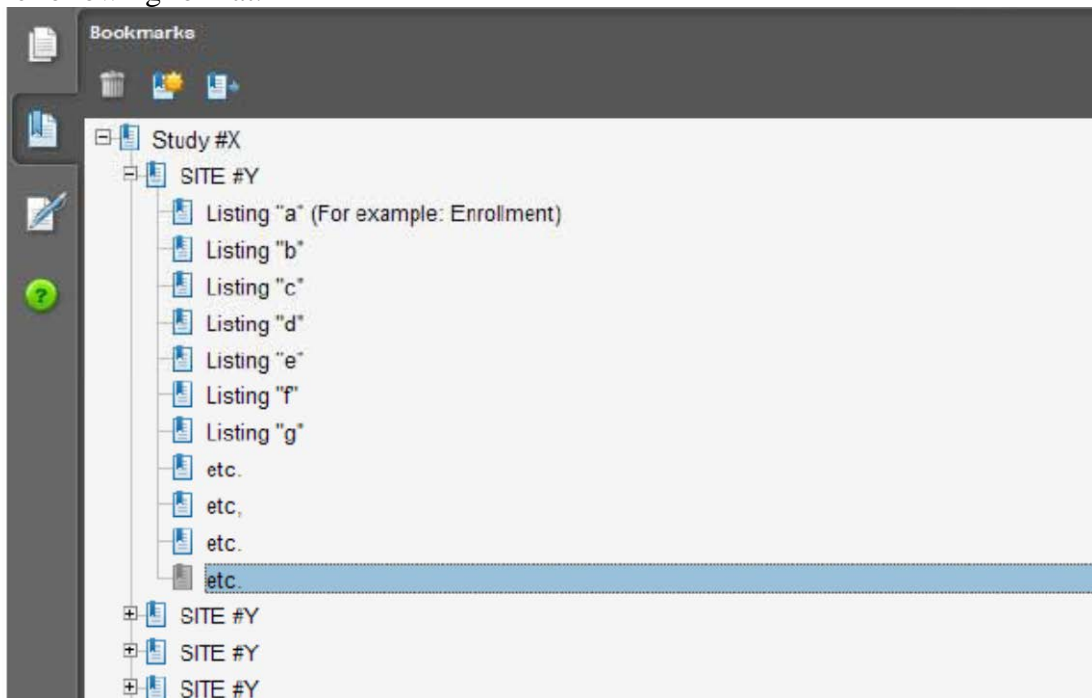 Bookmarks
Study #X
SITE #Y
Listing "a" (For example: Enrollment)
Listing "b"
Listing "c"
Listing "d"
Listing "e"
Listing "f"
Listing "g"
etc.
etc,
etc.
etc.
SITE #Y
SITE #Y
SITE #Y